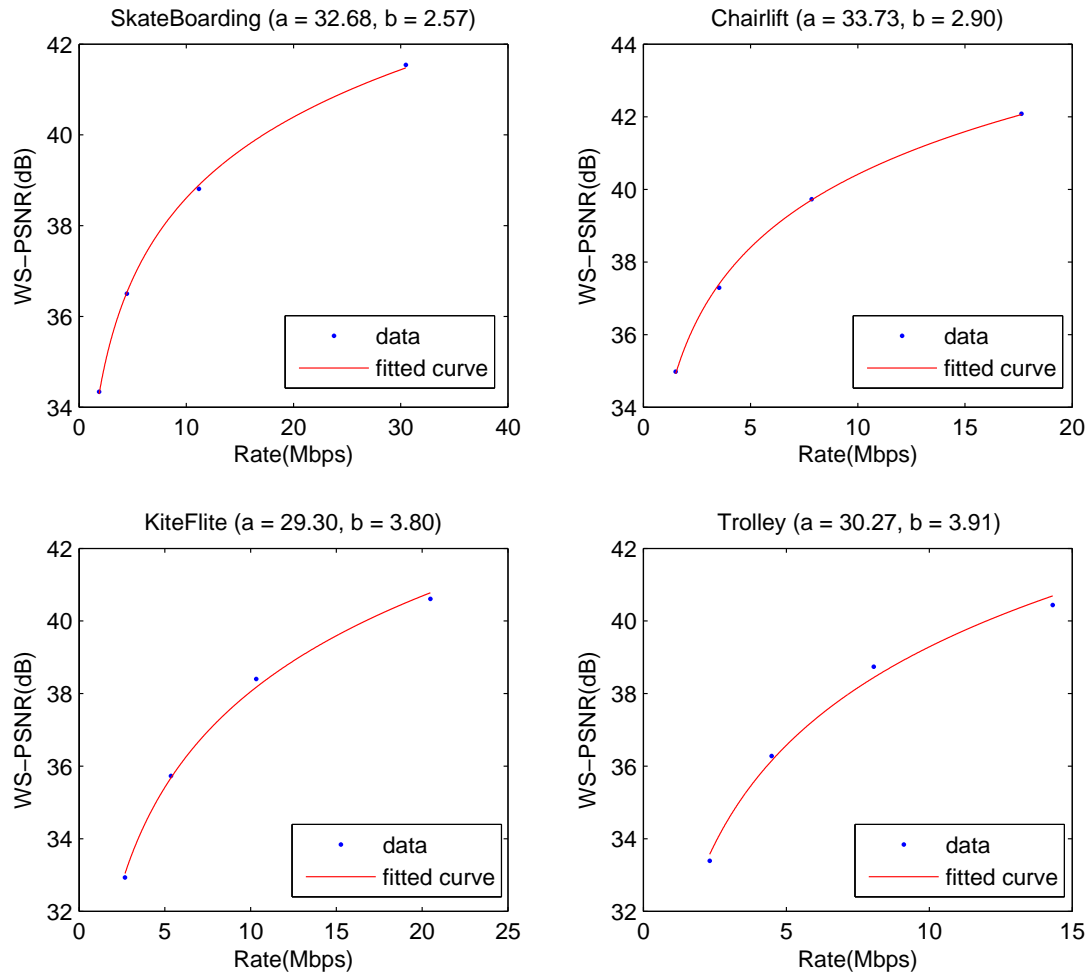 SkateBoarding (a = 32.68, b = 2.57)
42
40
38
36
34
WS−PSNR(dB)
data
fitted curve
0 10 20 30 40
Rate(Mbps)
Chairlift (a = 33.73, b = 2.90)
44
42
40
38
36
34
WS−PSNR(dB)
data
fitted curve
0 5 10 15 20
Rate(Mbps)
KiteFlite (a = 29.30, b = 3.80)
42
40
38
36
34
32
WS−PSNR(dB)
data
fitted curve
0 5 10 15 20 25
Rate(Mbps)
Trolley (a = 30.27, b = 3.91)
42
40
38
36
34
32
WS−PSNR(dB)
data
fitted curve
0 5 10 15
Rate(Mbps)